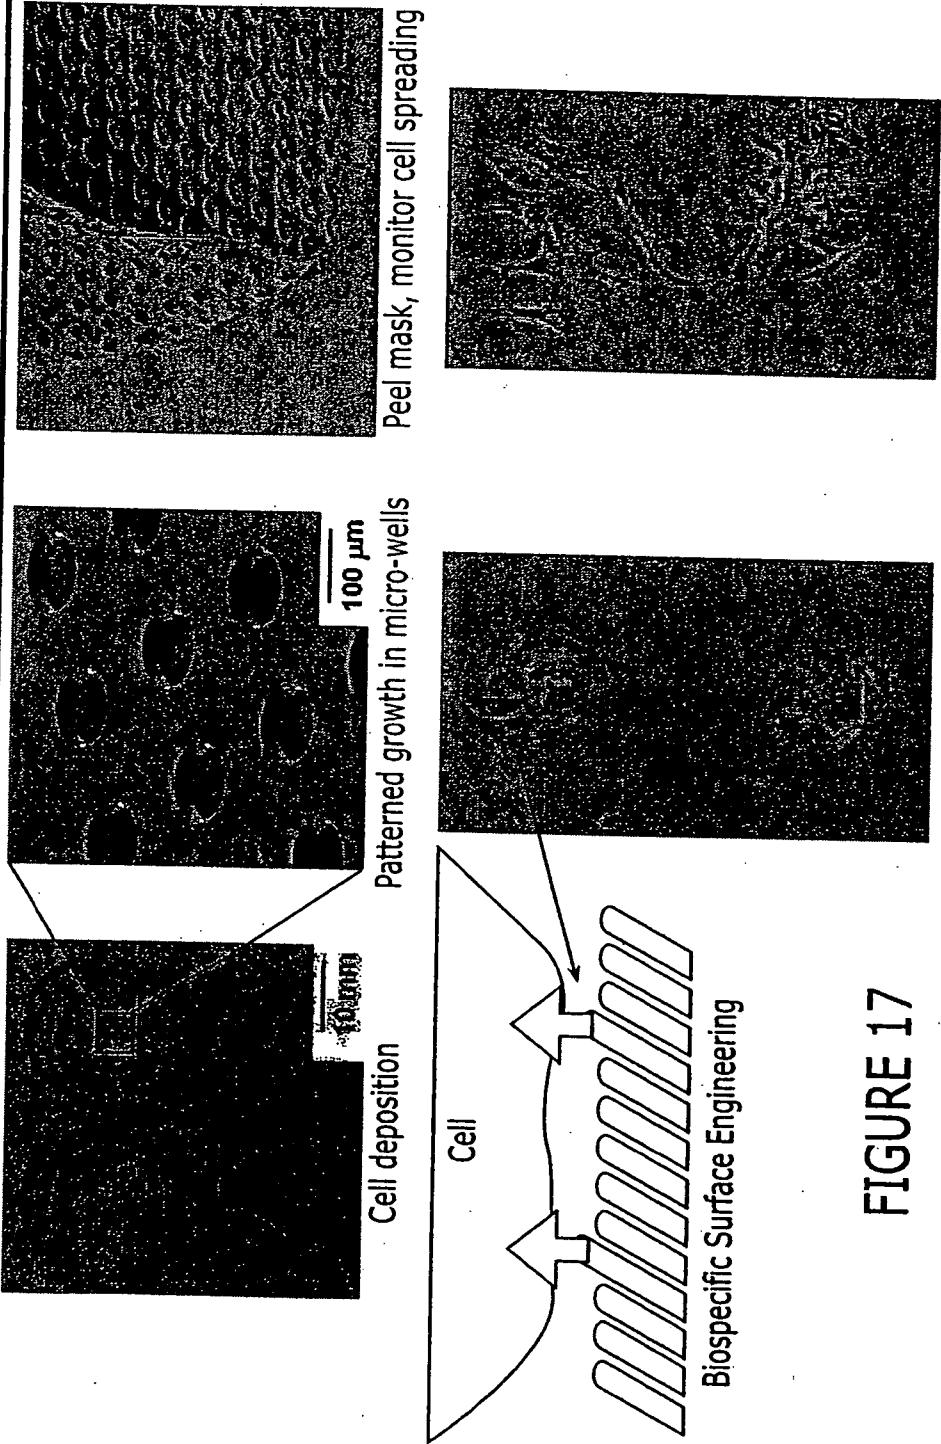 Cell deposition
Patterned growth in micro-wells
100 μm
Peel mask, monitor cell spreading
Cell
Biospecific Surface Engineering
FIGURE 17